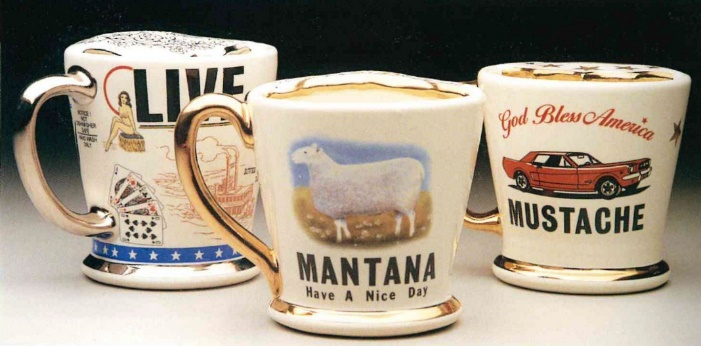 LIVE
MANTANA
Have A Nice Day
God Bless America
MUSTACHE